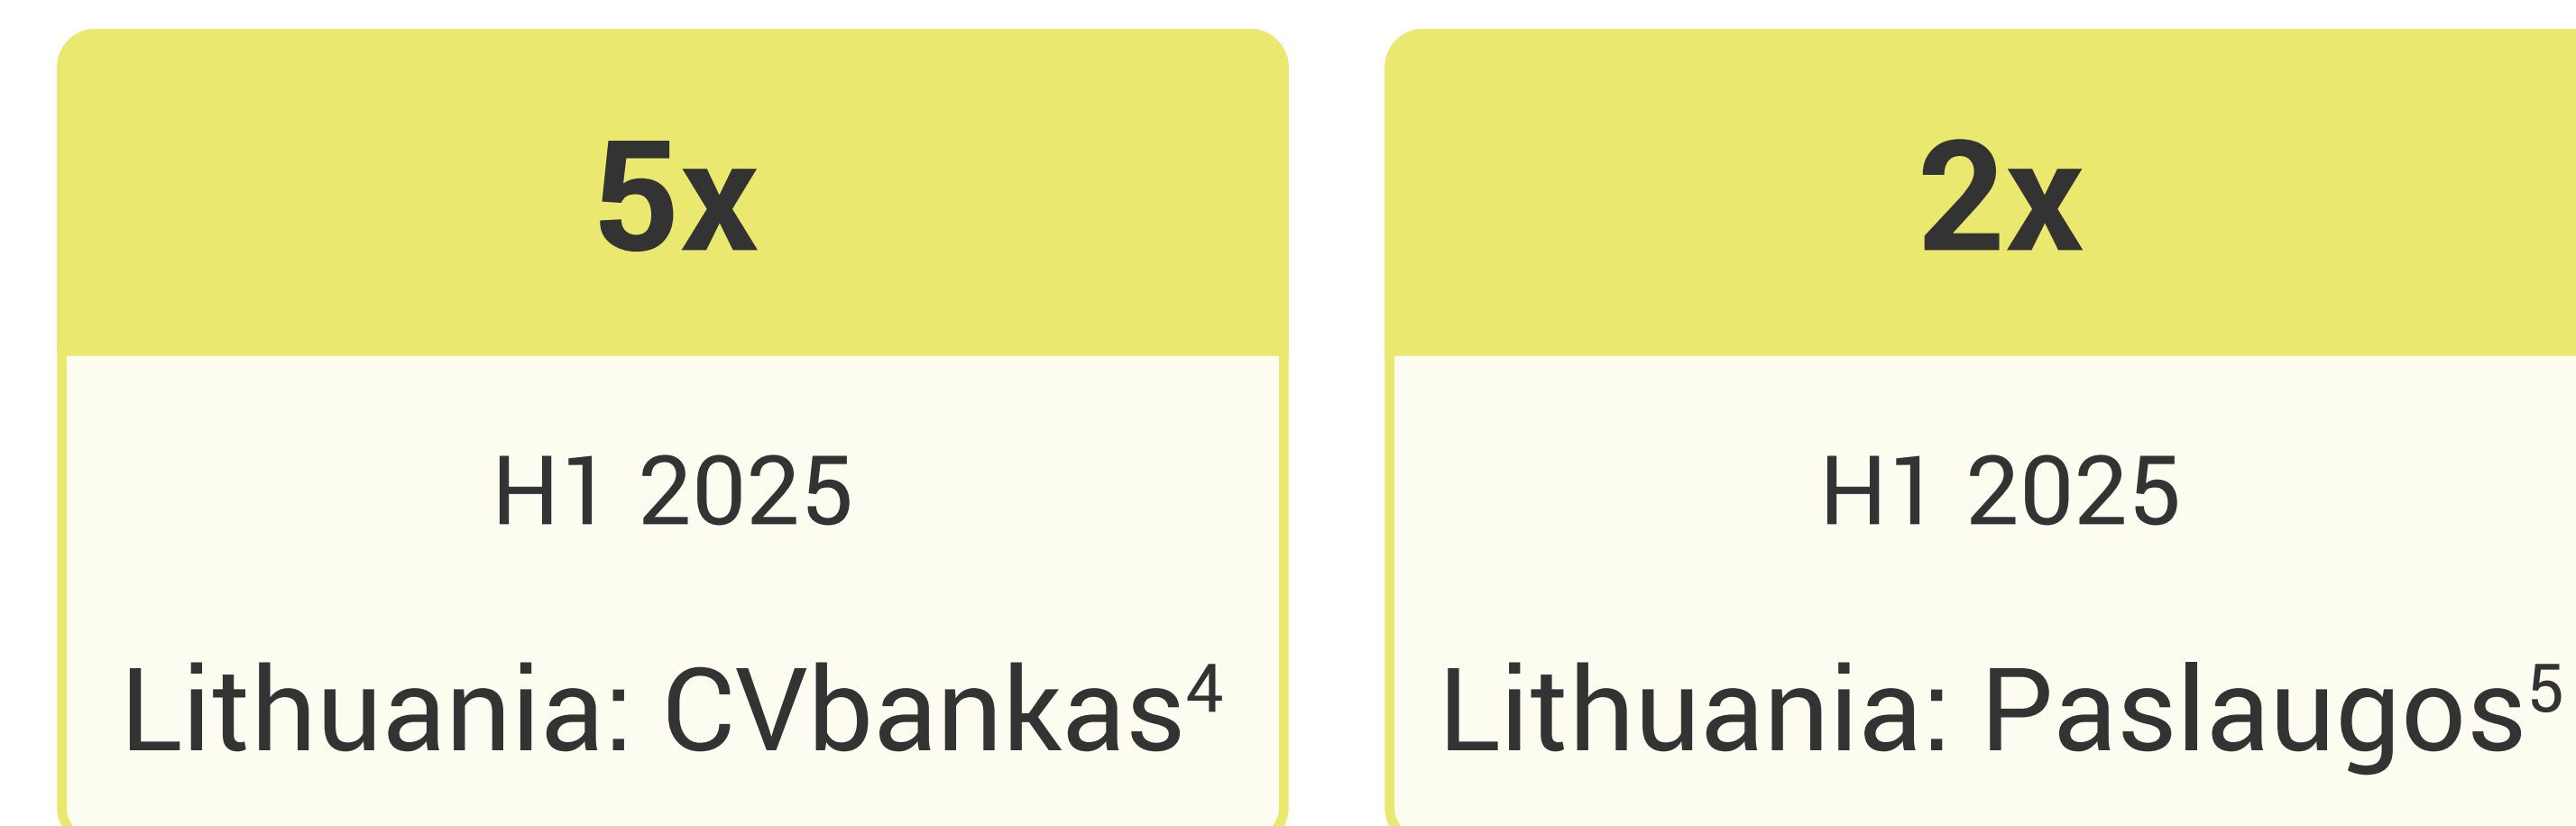 5x
H1 2025
Lithuania: CVbankas⁴
2x
H1 2025
Lithuania: Paslaugos⁵